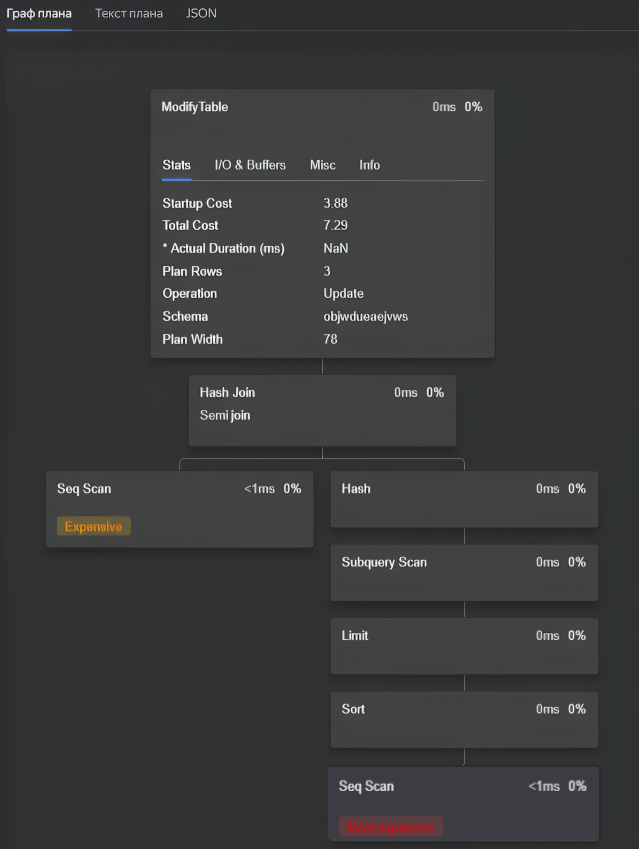 Граф плана Текст плана JSON
ModifyTable 0ms 0%
Stats I/O & Buffers Misc Info
Startup Cost 3.88
Total Cost 7.29
* Actual Duration (ms) NaN
Plan Rows 3
Operation Update
Schema objwdueaejvws
Plan Width 78
Hash Join 0ms 0%
Semi join
Seq Scan <1ms 0%
Expensive
Hash 0ms 0%
Subquery Scan 0ms 0%
Limit 0ms 0%
Sort 0ms 0%
Seq Scan <1ms 0%
Most expensive